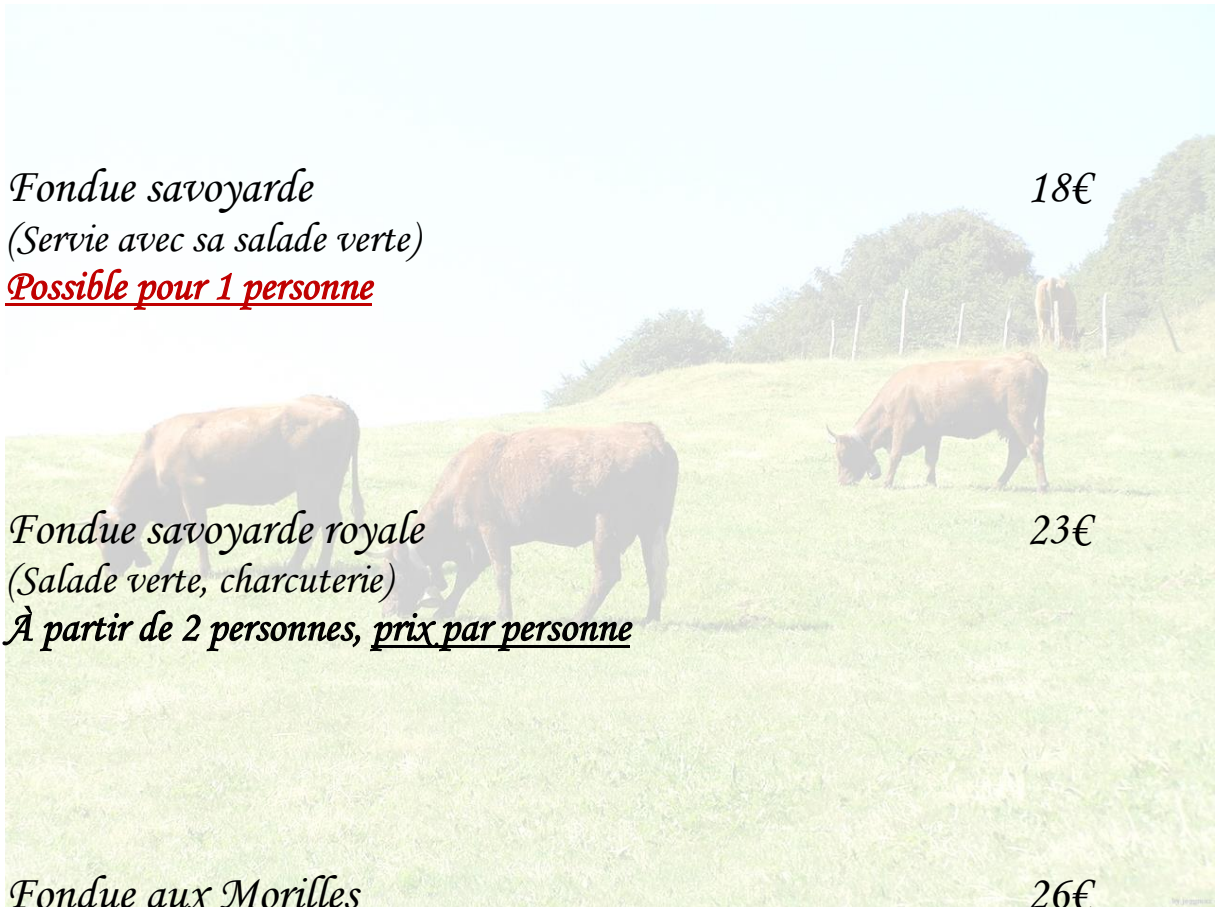 Fondue savoyarde 18€
(Servie avec sa salade verte)
Possible pour 1 personne
Fondue savoyarde royale 23€
(Salade verte, charcuterie)
À partir de 2 personnes, prix par personne
Fondue aux Morilles 26€